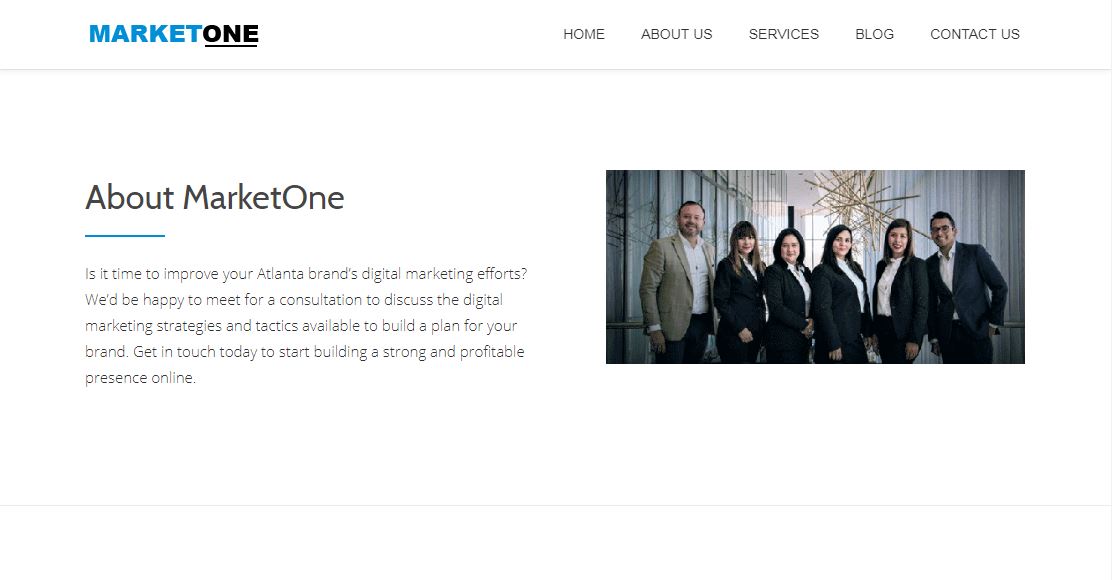 MARKETONE
HOME ABOUT US SERVICES BLOG CONTACT US
About MarketOne
Is it time to improve your Atlanta brand's digital marketing efforts?
We'd be happy to meet for a consultation to discuss the digital
marketing strategies and tactics available to build a plan for your
brand. Get in touch today to start building a strong and profitable
presence online.